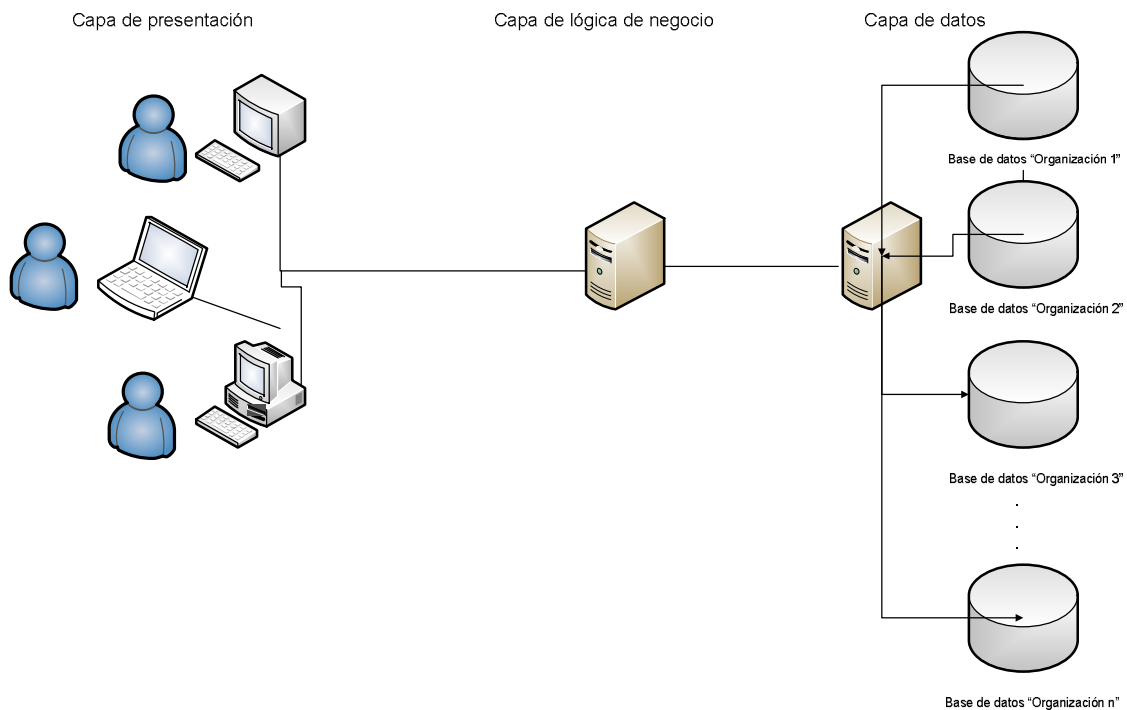 Capa de presentación
Capa de lógica de negocio
Capa de datos
Base de datos “Organización 1”
Base de datos “Organización 2”
Base de datos “Organización 3”
.
.
.
Base de datos “Organización n”